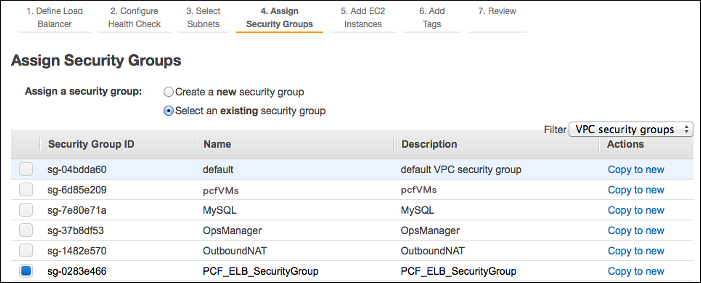 1. Define Load Balancer
2. Configure Health Check
3. Select Subnets
4. Assign Security Groups
5. Add EC2 Instances
6. Add Tags
7. Review
Assign Security Groups
Assign a security group: Create a new security group
Select an existing security group
Filter VPC security groups
Security Group ID Name Description Actions
sg-04bdda60 default default VPC security group Copy to new
sg-6d85e209 pcfVMs pcfVMs Copy to new
sg-7e80e71a MySQL MySQL Copy to new
sg-37b8df53 OpsManager OpsManager Copy to new
sg-1482e570 OutboundNAT OutboundNAT Copy to new
sg-0283e466 PCF_ELB_SecurityGroup PCF_ELB_SecurityGroup Copy to new